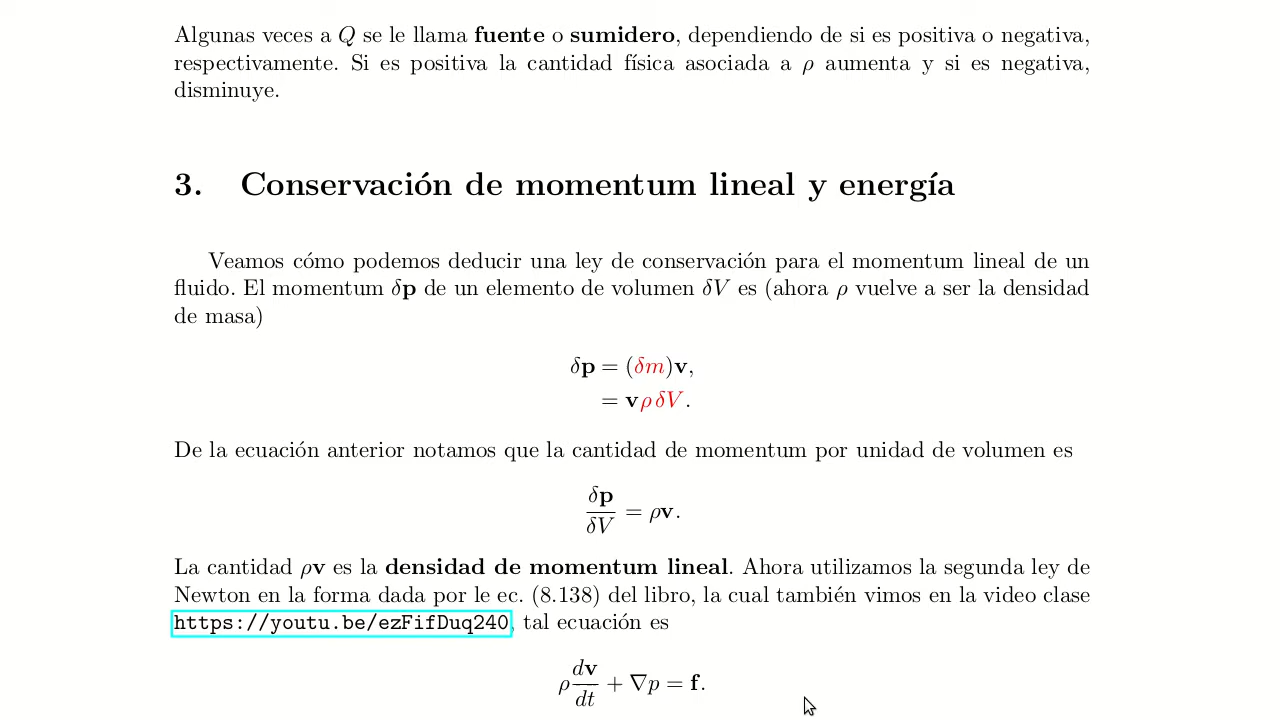 Algunas veces a Q se le llama fuente o sumidero, dependiendo de si es positiva o negativa,
respectivamente. Si es positiva la cantidad física asociada a ρ aumenta y si es negativa,
disminuye.
3. Conservación de momentum lineal y energía
Veamos cómo podemos deducir una ley de conservación para el momentum lineal de un
fluido. El momentum δp de un elemento de volumen δV es (ahora ρ vuelve a ser la densidad
de masa)
δp = (δm)v,
= vρ δV.
De la ecuación anterior notamos que la cantidad de momentum por unidad de volumen es
δp/δV = ρv.
La cantidad ρv es la densidad de momentum lineal. Ahora utilizamos la segunda ley de
Newton en la forma dada por le ec. (8.138) del libro, la cual también vimos en la video clase
https://youtu.be/ezFifDuq240, tal ecuación es
ρ dv/dt + ∇p = f.